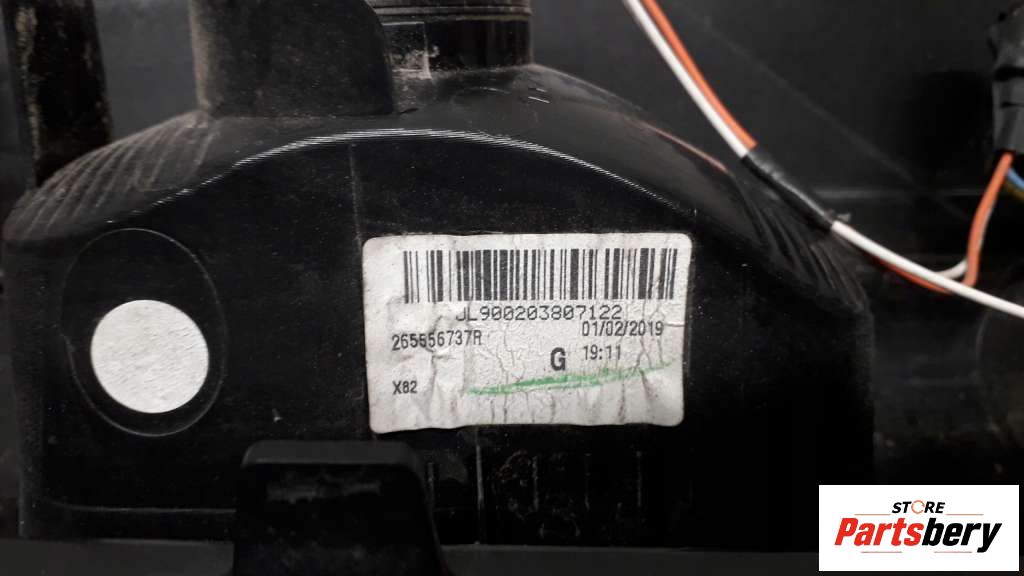 JL900203807122
01/02/2019
265556737R
G 19:11
X82
STORE
Partsbery